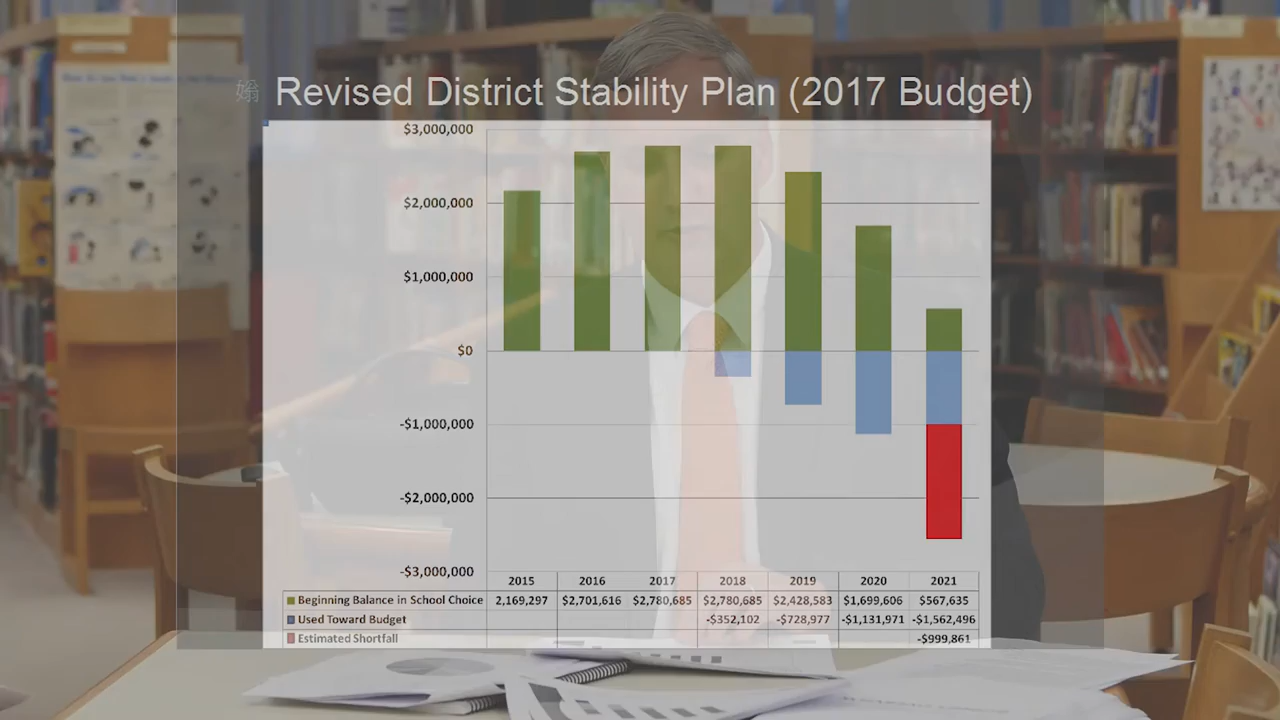 Revised District Stability Plan (2017 Budget)
$3,000,000
$2,000,000
$1,000,000
$0
-$1,000,000
-$2,000,000
-$3,000,000
2015 2016 2017 2018 2019 2020 2021
Beginning Balance in School Choice 2,169,297 $2,701,616 $2,780,685 $2,780,685 $2,428,583 $1,699,606 $567,635
Used Toward Budget -$352,102 -$728,977 -$1,131,971 -$1,562,496
Estimated Shortfall -$999,861